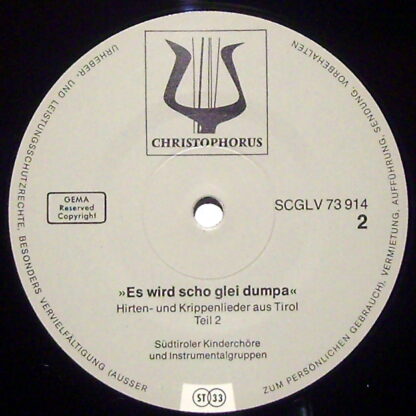 CHRISTOPHORUS
GEMA
Reserved
Copyright
SCGLV 73 914
2
»Es wird scho glei dumpa«
Hirten- und Krippenlieder aus Tirol
Teil 2
Südtiroler Kinderchöre
und Instrumentalgruppen
ST 33
URHEBER- UND LEISTUNGSSCHUTZRECHTE, BESONDERS VERVIELFÄLTIGUNG (AUSSER
ZUM PERSÖNLICHEN GEBRAUCH), VERMIETUNG, AUFFÜHRUNG, SENDUNG, VORBEHALTEN